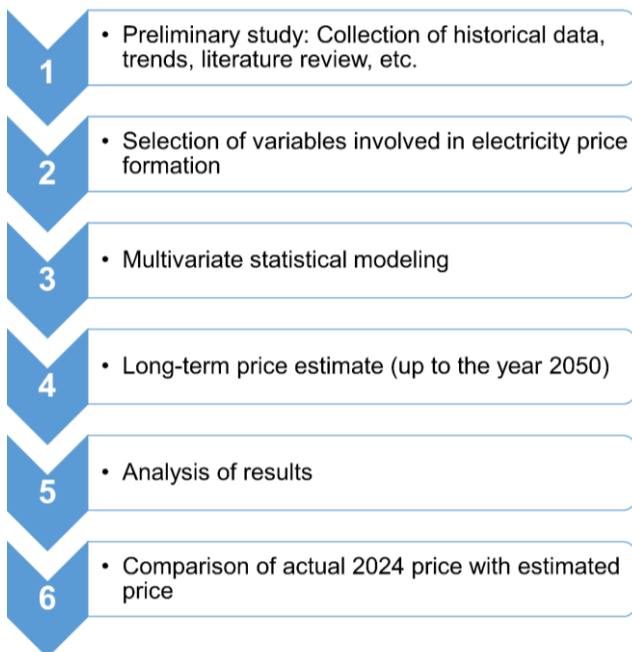 1
• Preliminary study: Collection of historical data,
trends, literature review, etc.
2
• Selection of variables involved in electricity price
formation
3
• Multivariate statistical modeling
4
• Long-term price estimate (up to the year 2050)
5
• Analysis of results
6
• Comparison of actual 2024 price with estimated
price